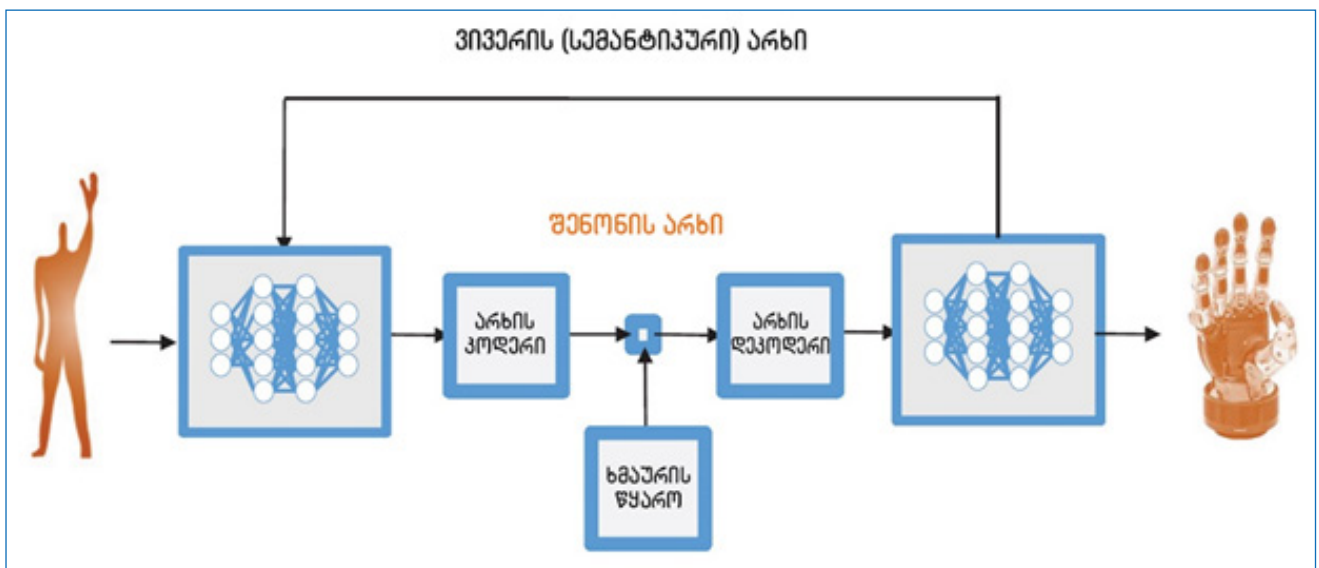 ვივერის (სემანტიკური) არხი
შენონის არხი
არხის
კოდერი
არხის
დეკოდერი
ხმაურის
წყარო